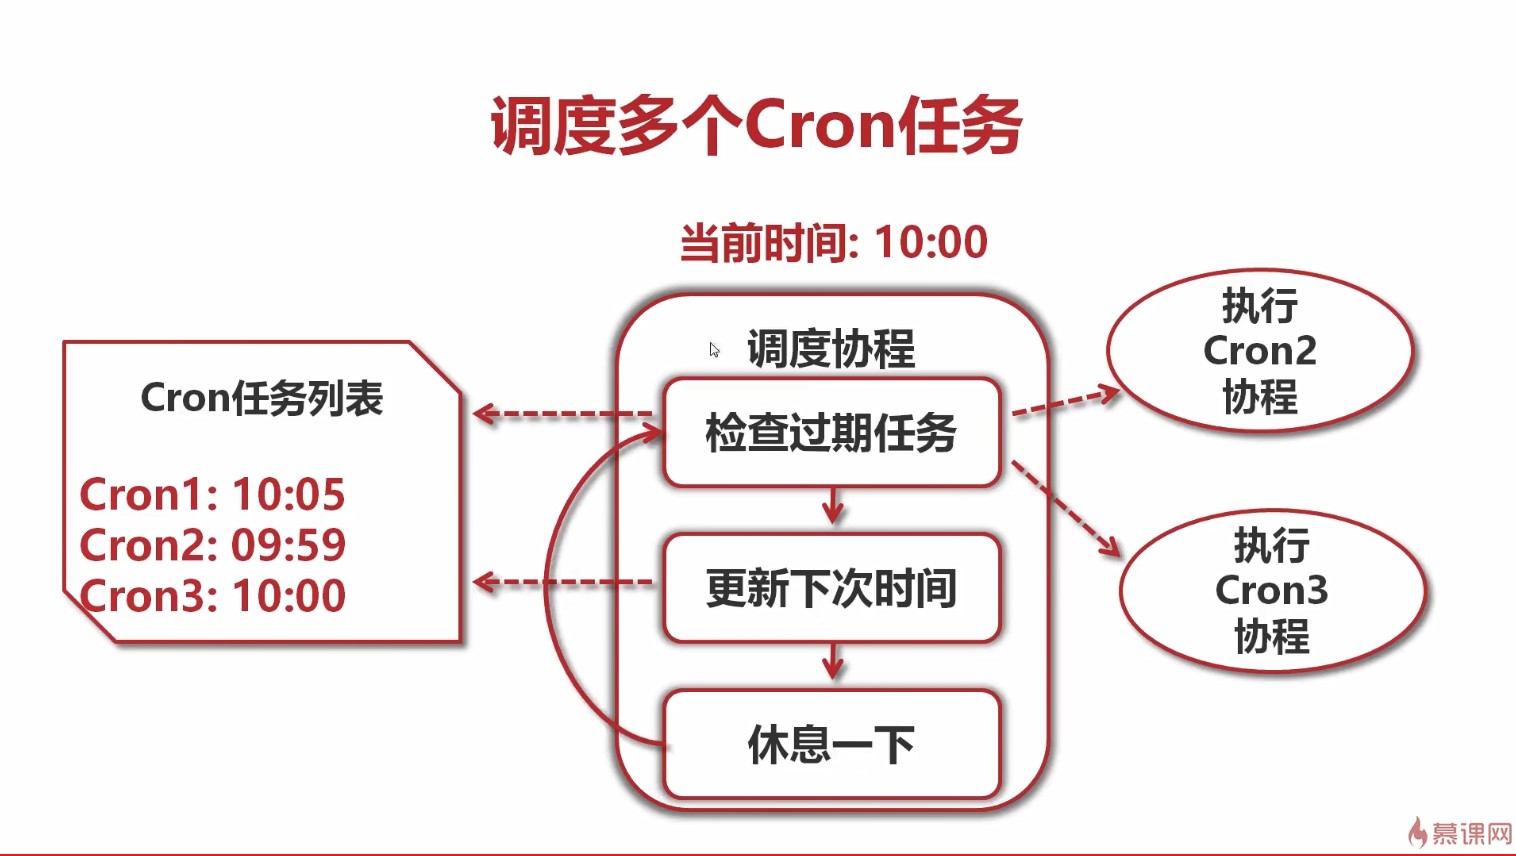 调度多个Cron任务
当前时间: 10:00
Cron任务列表
Cron1: 10:05
Cron2: 09:59
Cron3: 10:00
调度协程
检查过期任务
更新下次时间
休息一下
执行
Cron2
协程
执行
Cron3
协程
慕课网